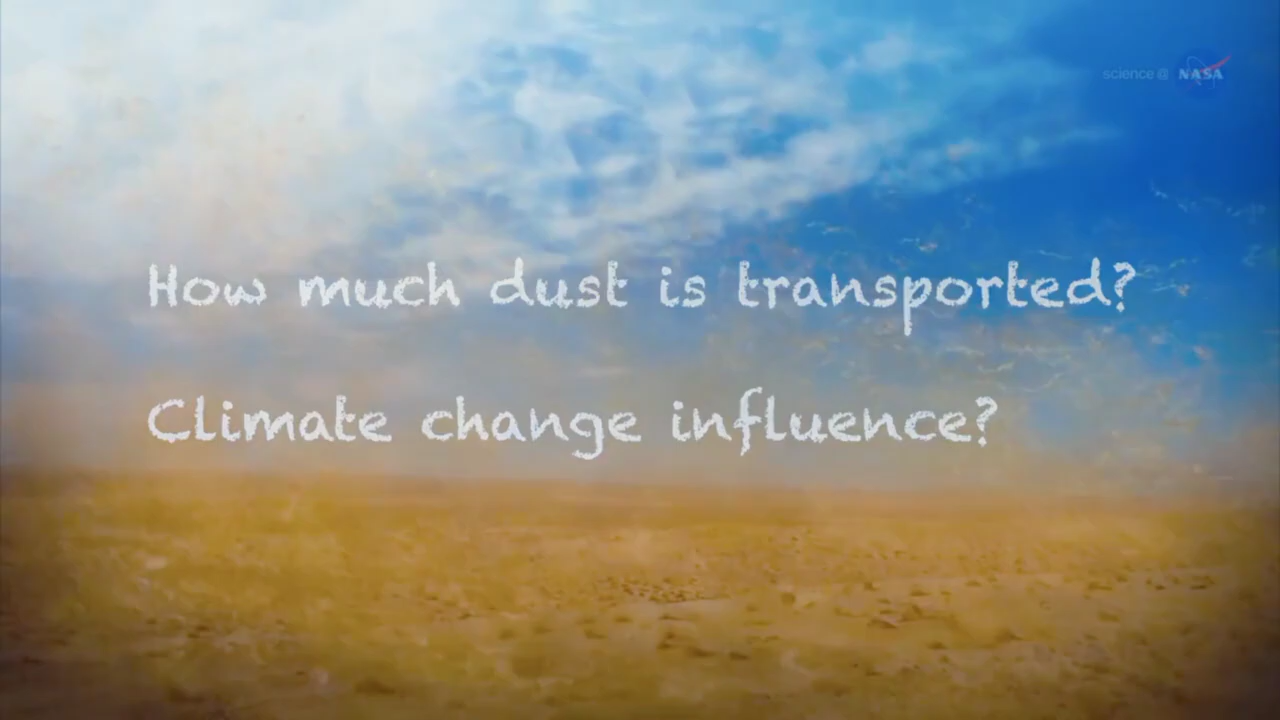 science@ NASA
How much dust is transported?
Climate change influence?